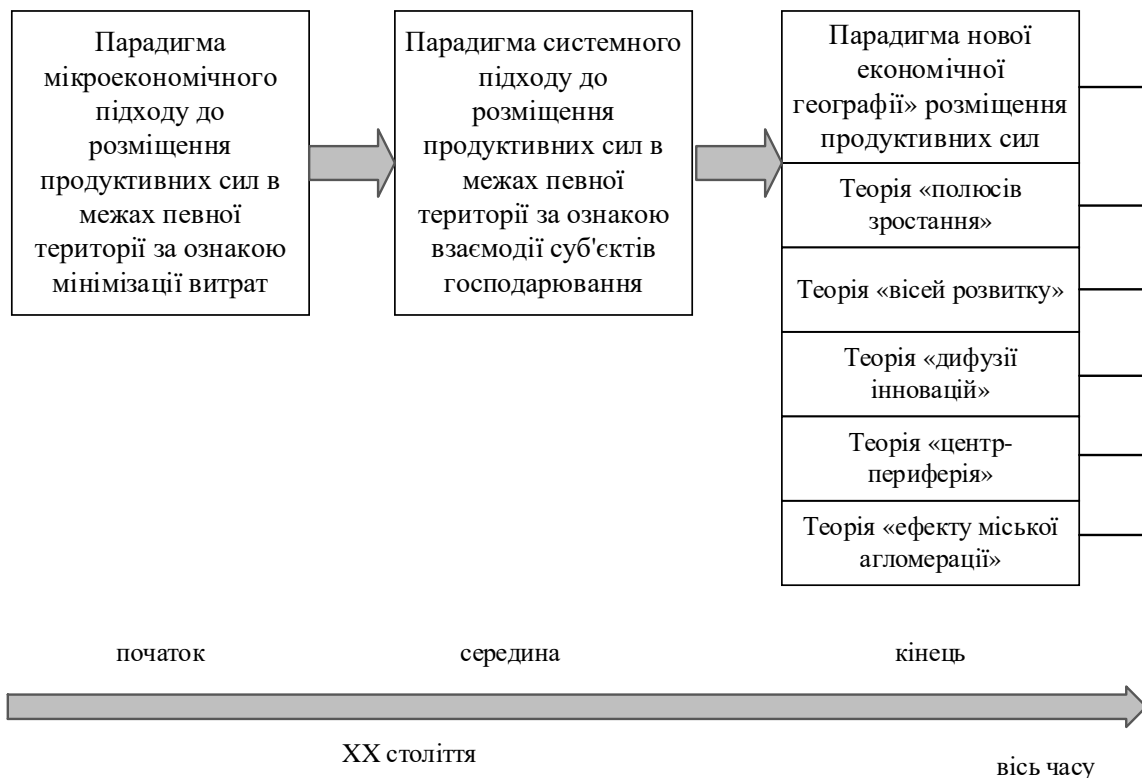 Парадигма
мікроекономічного
підходу до
розміщення
продуктивних сил в
межах певної
території за ознакою
мінімізації витрат
Парадигма системного
підходу до
розміщення
продуктивних сил в
межах певної
території за ознакою
взаємодії суб'єктів
господарювання
Парадигма нової
економічної
географії» розміщення
продуктивних сил
Теорія «полюсів
зростання»
Теорія «вісей розвитку»
Теорія «дифузії
інновацій»
Теорія «центр-
периферія»
Теорія «ефекту міської
агломерації»
початок
середина
кінець
ХХ століття
вісь часу